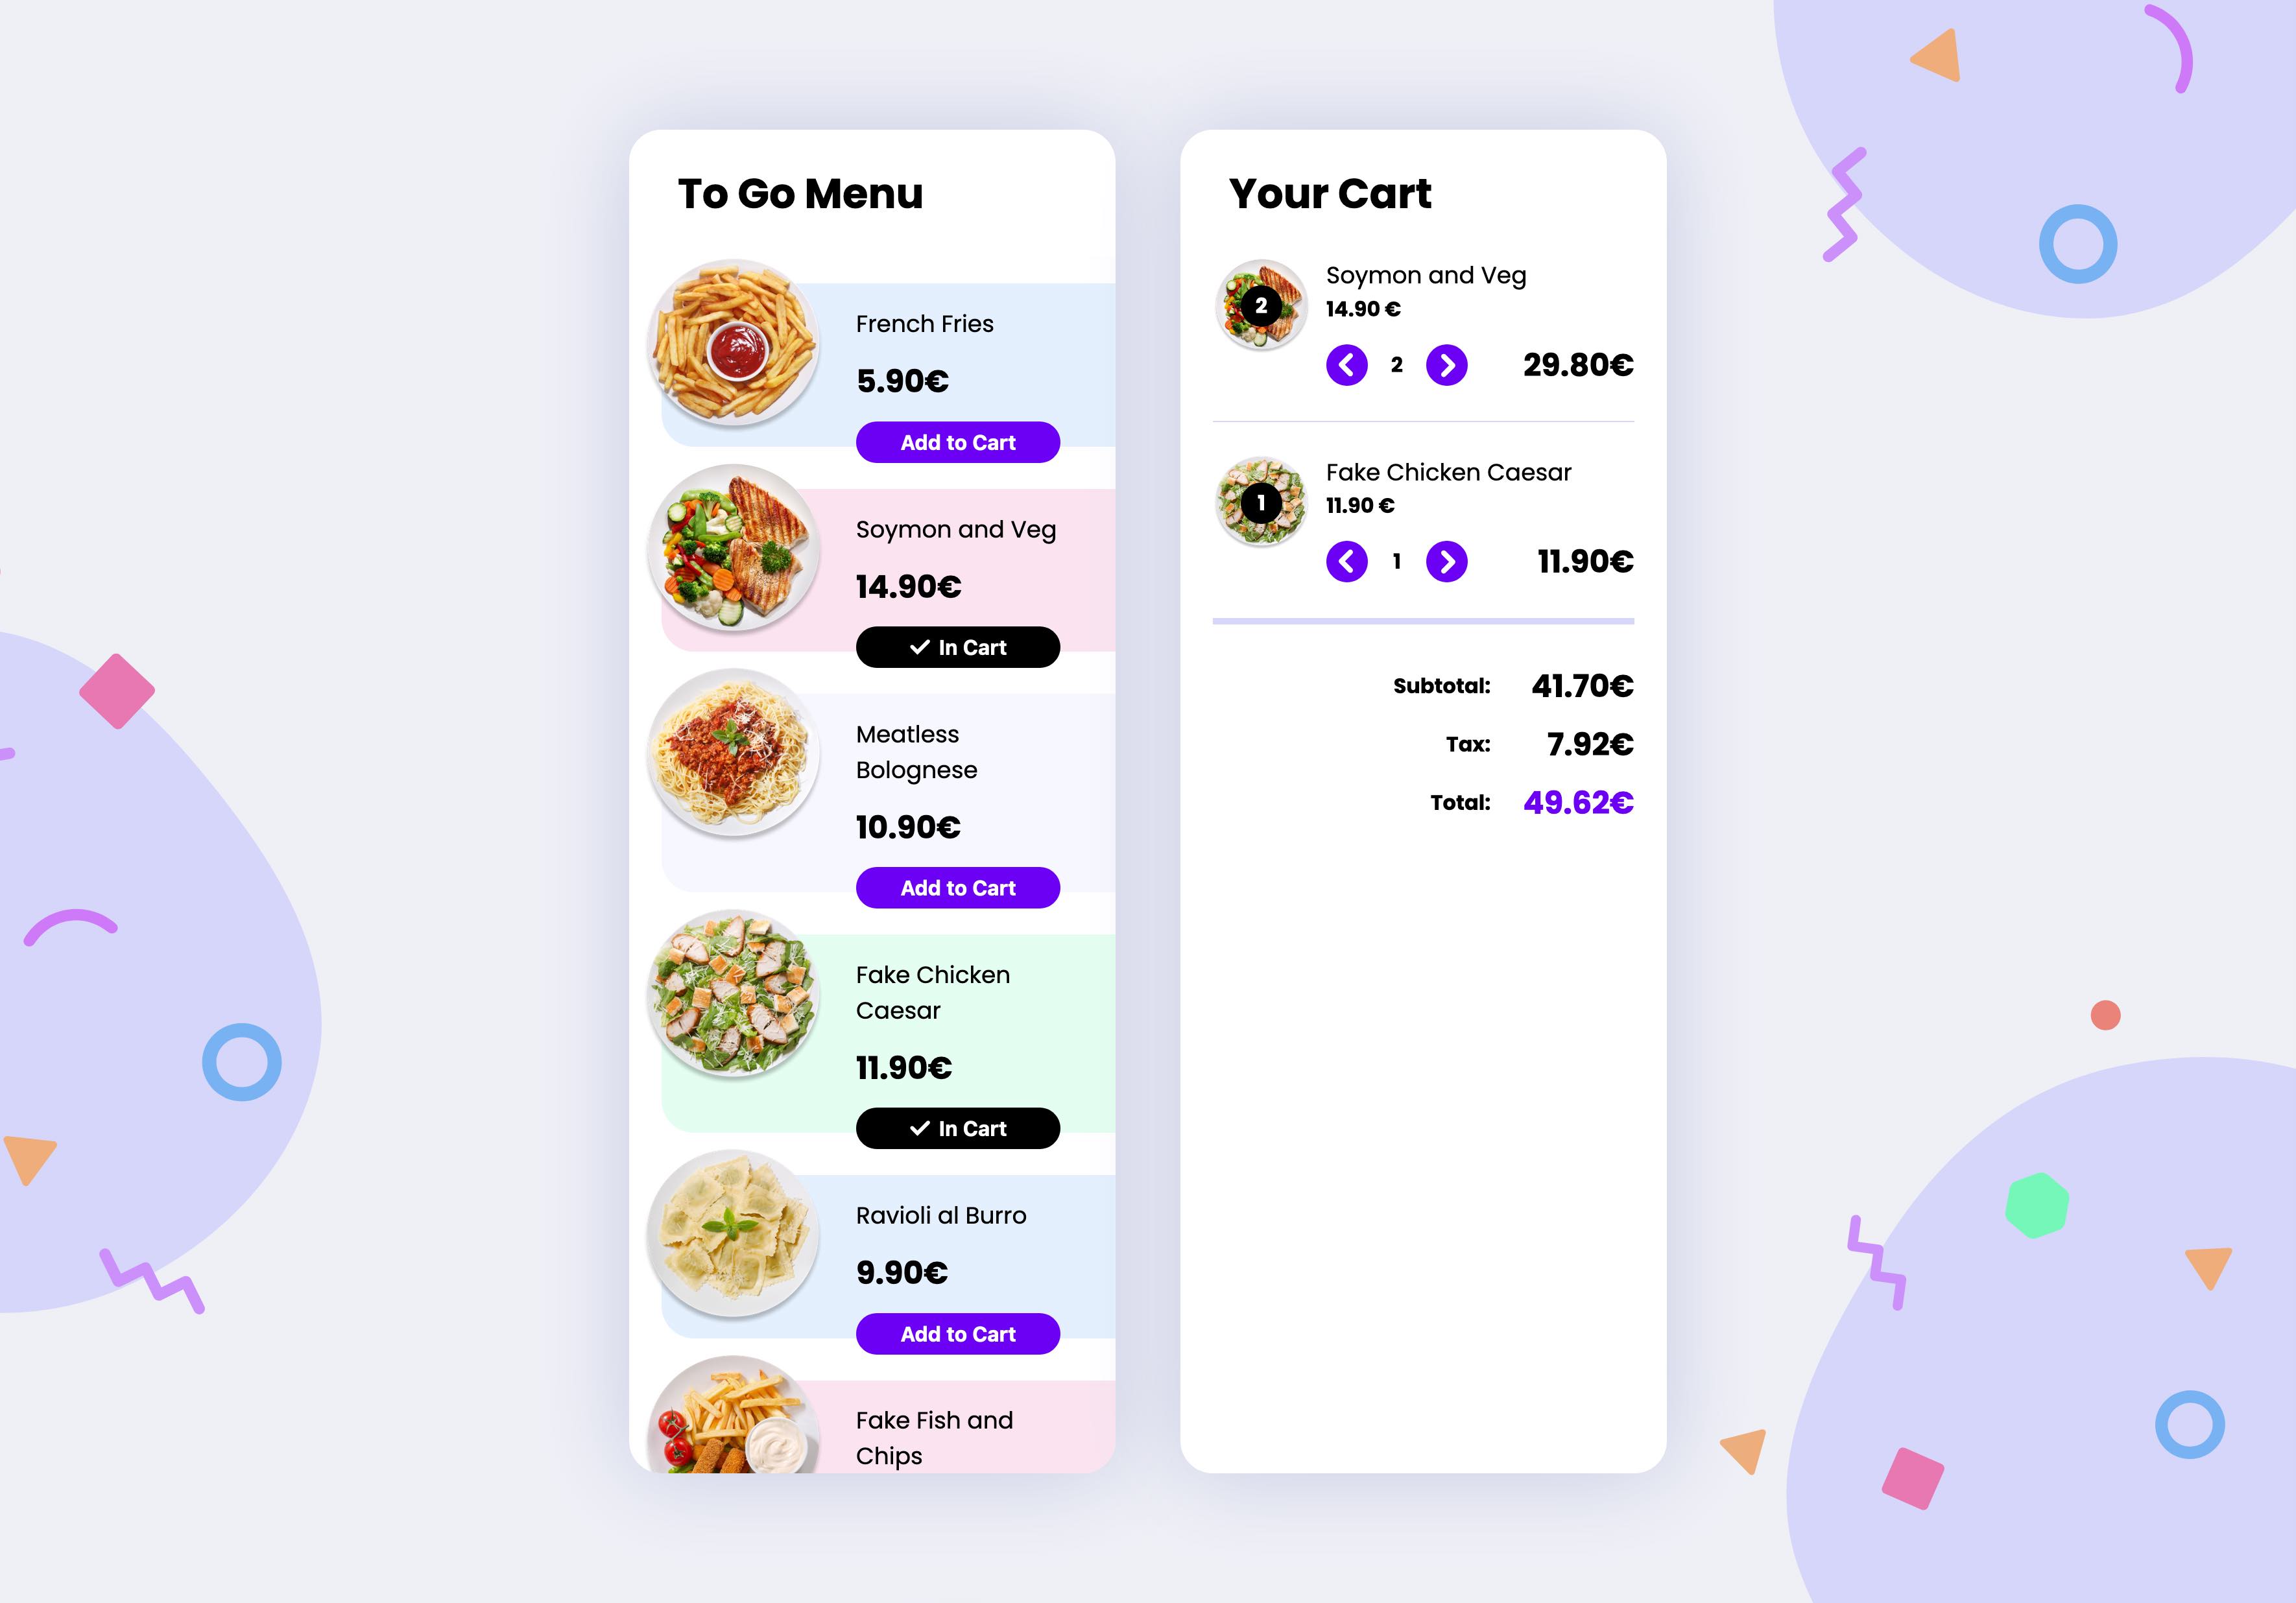 To Go Menu
French Fries
5.90€
Add to Cart
Soymon and Veg
14.90€
In Cart
Meatless
Bolognese
10.90€
Add to Cart
Fake Chicken
Caesar
11.90€
In Cart
Ravioli al Burro
9.90€
Add to Cart
Fake Fish and
Chips
Your Cart
2
Soymon and Veg
14.90 €
2
29.80€
1
Fake Chicken Caesar
11.90 €
1
11.90€
Subtotal: 41.70€
Tax: 7.92€
Total: 49.62€